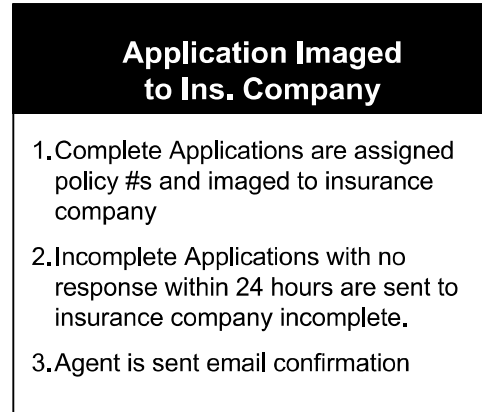 Application Imaged
to Ins. Company
1. Complete Applications are assigned
policy #s and imaged to insurance
company
2. Incomplete Applications with no
response within 24 hours are sent to
insurance company incomplete.
3. Agent is sent email confirmation